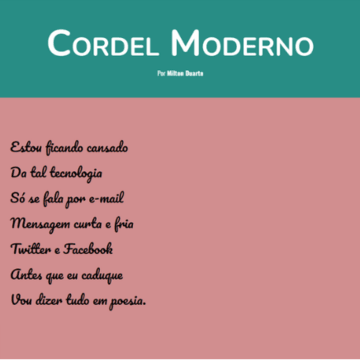 CORDEL MODERNO
Por Nilton Duarte
Estou ficando cansado
Da tal tecnologia
Só se fala por e-mail
Mensagem curta e fria
Twitter e Facebook
Antes que eu caduque
Vou dizer tudo em poesia.